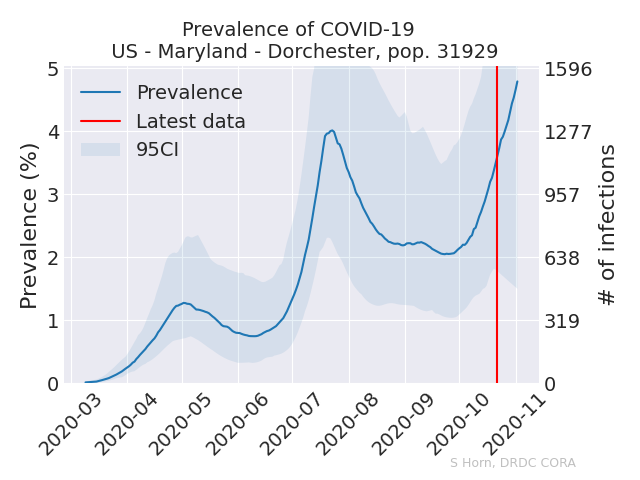 Prevalence of COVID-19
US - Maryland - Dorchester, pop. 31929
Prevalence (%)
5
4
3
2
1
0
Prevalence
Latest data
95CI
1596
1277
957
638
319
0
# of infections
2020-03
2020-04
2020-05
2020-06
2020-07
2020-08
2020-09
2020-10
2020-11
S Horn, DRDC CORA